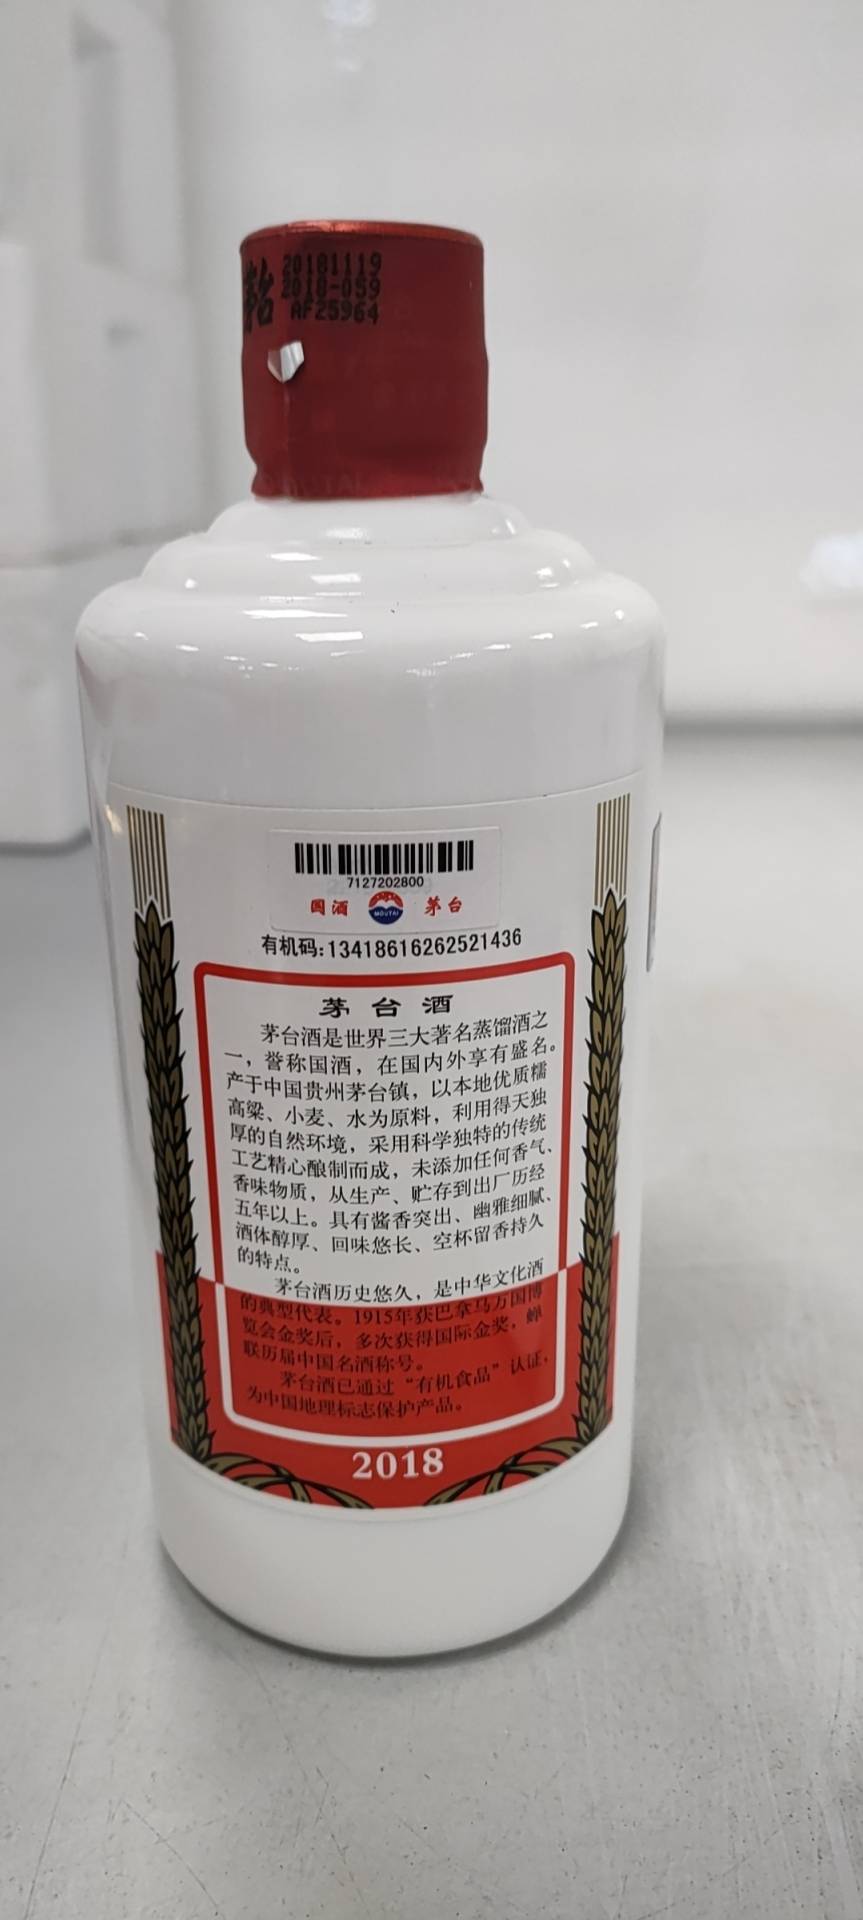 茅台
20181119
2018-059
AF25964
7127202800
国酒 MOUTAI 茅台
有机码:13418616262521436
茅台酒
茅台酒是世界三大著名蒸馏酒之
一，誉称国酒，在国内外享有盛名。
产于中国贵州茅台镇，以本地优质糯
高粱、小麦、水为原料，利用得天独
厚的自然环境，采用科学独特的传统
工艺精心酿制而成，未添加任何香气、
香味物质，从生产、贮存到出厂历经
五年以上。具有酱香突出、幽雅细腻、
酒体醇厚、回味悠长、空杯留香持久
的特点。
茅台酒历史悠久，是中华文化酒
的典型代表。1915年获巴拿马万国博
览会金奖后，多次获得国际金奖，蝉
联历届中国名酒称号。
茅台酒已通过“有机食品”认证，
为中国地理标志保护产品。
2018